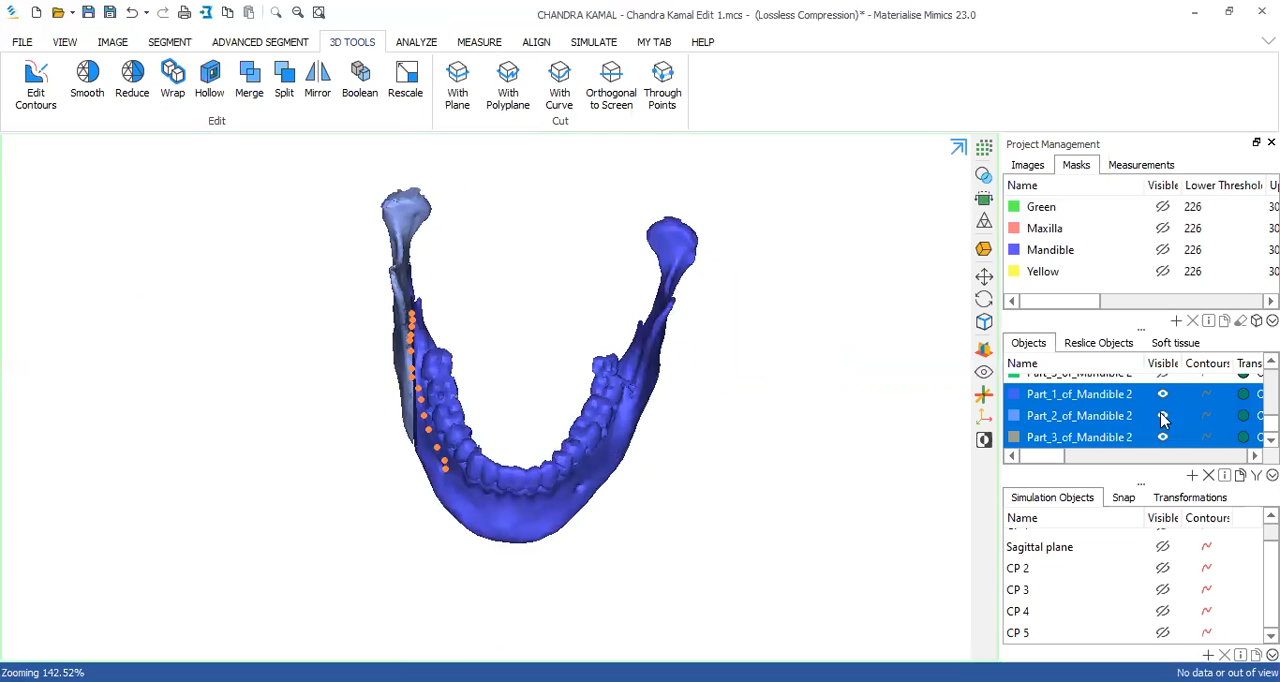 CHANDRA KAMAL - Chandra Kamal Edit 1.mcs - (Lossless Compression)* - Materialise Mimics 23.0
FILE VIEW IMAGE SEGMENT ADVANCED SEGMENT 3D TOOLS ANALYZE MEASURE ALIGN SIMULATE MY TAB HELP
Edit Contours Smooth Reduce Wrap Hollow Merge Split Mirror Boolean Rescale With Plane With Polyplane With Curve Orthogonal to Screen Through Points
Edit Cut
Project Management
Images Masks Measurements
Name Visible Lower Threshold
Green 226 30
Maxilla 226 30
Mandible 226 30
Yellow 226 30
Objects Reslice Objects Soft tissue
Name Visible Contours Trans
Part_1_of_Mandible 2
Part_2_of_Mandible 2
Part_3_of_Mandible 2
Simulation Objects Snap Transformations
Name Visible Contours
Sagittal plane
CP 2
CP 3
CP 4
CP 5
Zooming 142.52% No data or out of view